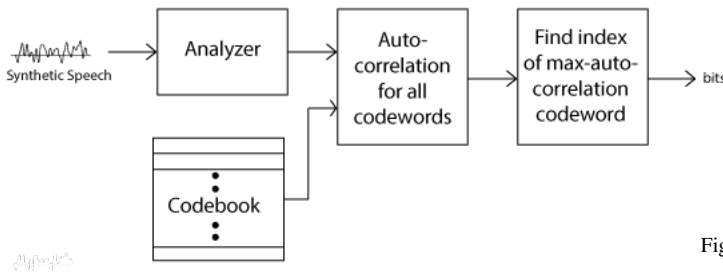 Synthetic Speech
Analyzer
Auto-
correlation
for all
codewords
Find index
of max-auto-
correlation
codeword
bits
Codebook
Fig